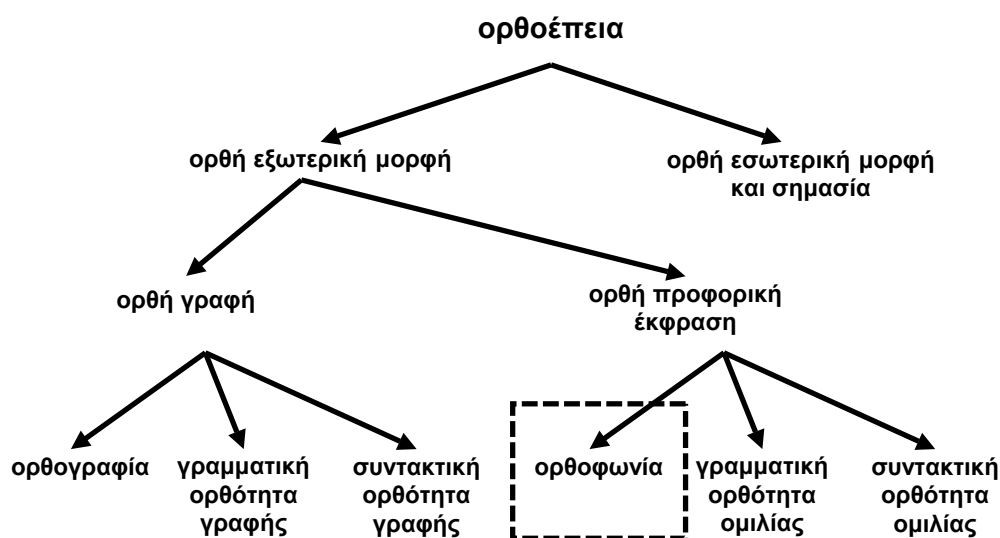 ορθοέπεια
ορθή εξωτερική μορφή
ορθή εσωτερική μορφή
και σημασία
ορθή γραφή
ορθή προφορική
έκφραση
ορθογραφία
γραμματική
ορθότητα
γραφής
συντακτική
ορθότητα
γραφής
ορθοφωνία
γραμματική
ορθότητα
ομιλίας
συντακτική
ορθότητα
ομιλίας